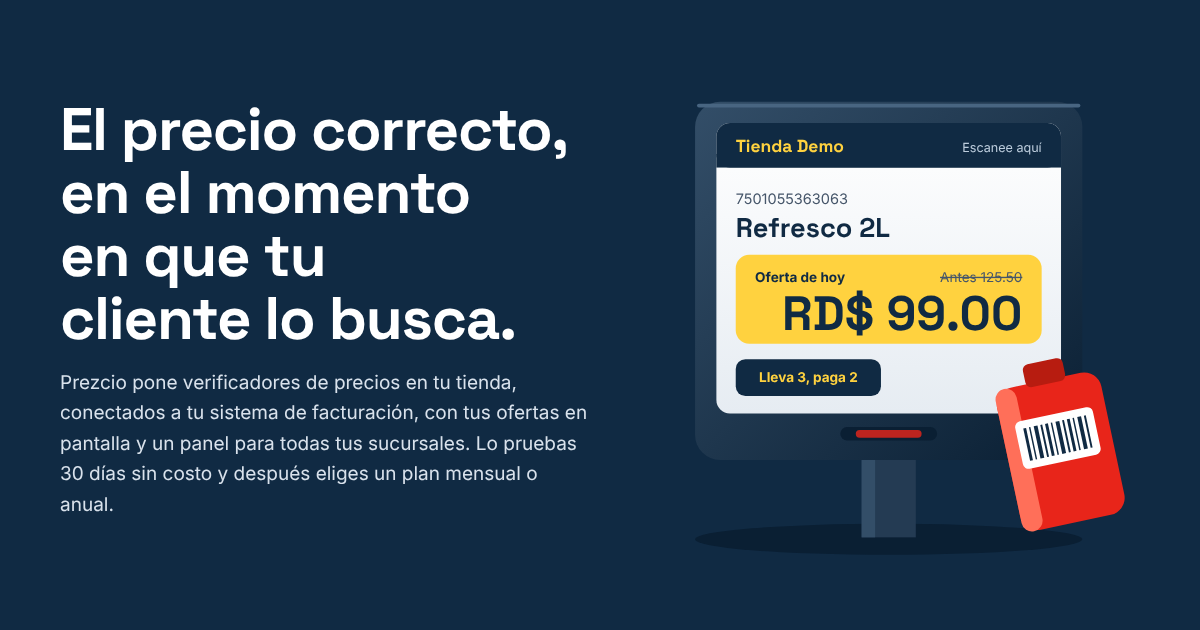 El precio correcto,
en el momento
en que tu
cliente lo busca.
Prezcio pone verificadores de precios en tu tienda,
conectados a tu sistema de facturación, con tus ofertas en
pantalla y un panel para todas tus sucursales. Lo pruebas
30 días sin costo y después eliges un plan mensual o
anual.
Tienda Demo
Escanee aquí
7501055363063
Refresco 2L
Oferta de hoy
Antes 125.50
RD$ 99.00
Lleva 3, paga 2